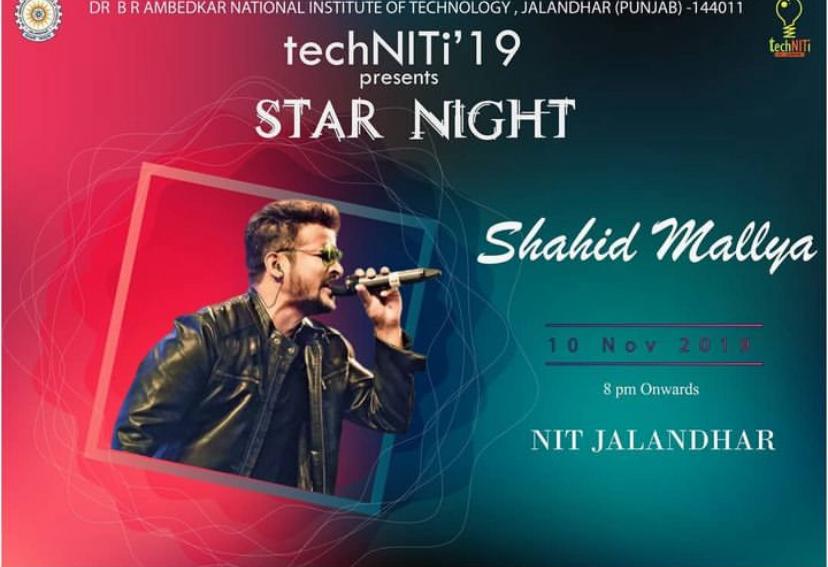 DR B R AMBEDKAR NATIONAL INSTITUTE OF TECHNOLOGY , JALANDHAR (PUNJAB) -144011
techNITi
techNITi'19
presents
STAR NIGHT
Shahid Mallya
10 Nov 2019
8 pm Onwards
NIT JALANDHAR